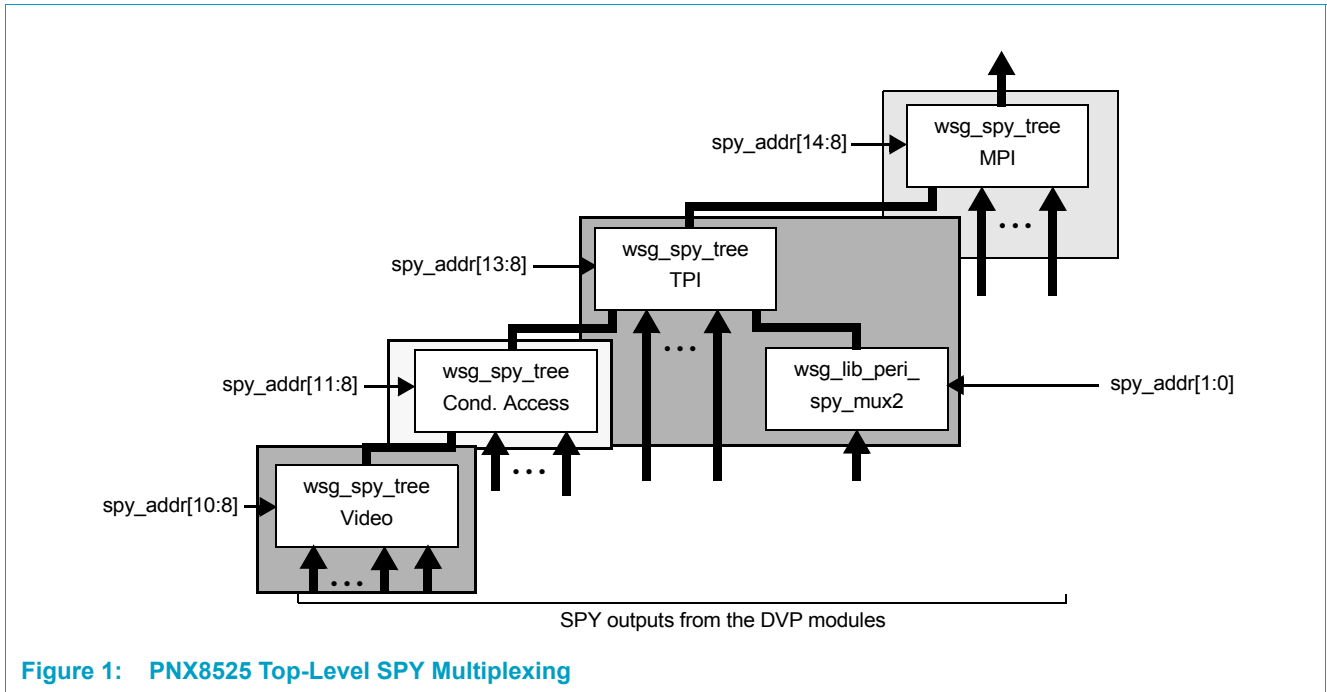 wsg_spy_tree
MPI
spy_addr[14:8]
...
wsg_spy_tree
TPI
spy_addr[13:8]
...
wsg_spy_tree
Cond. Access
spy_addr[11:8]
wsg_lib_peri_
spy_mux2
spy_addr[1:0]
...
wsg_spy_tree
Video
spy_addr[10:8]
...
SPY outputs from the DVP modules
Figure 1: PNX8525 Top-Level SPY Multiplexing